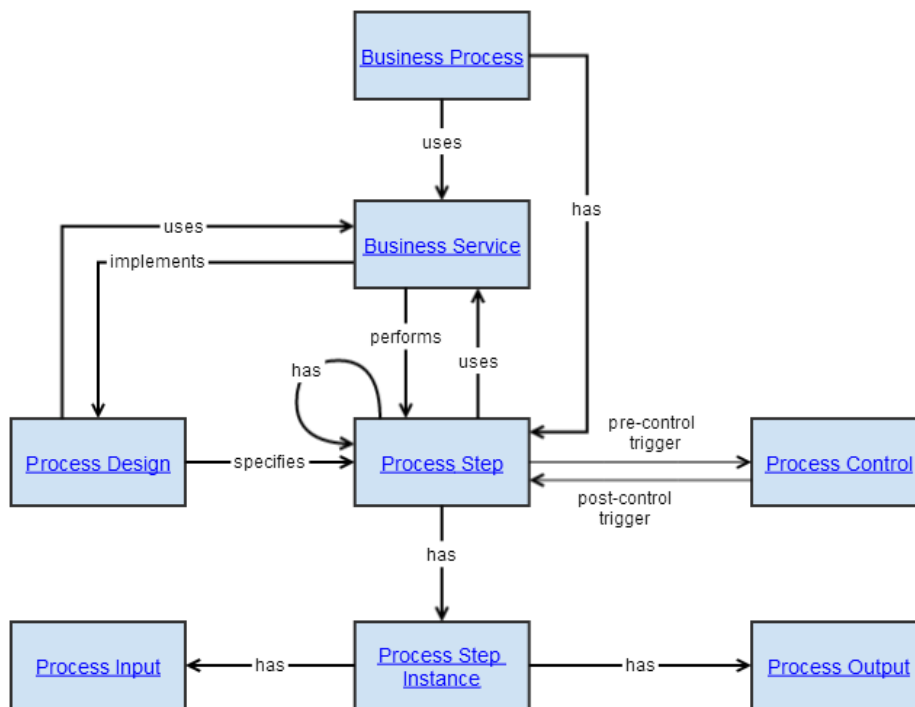 Business Process
uses
has
uses
Business Service
implements
performs
uses
has
pre-control
trigger
Process Design
specifies
Process Step
Process Control
post-control
trigger
has
Process Input
has
Process Step
Instance
has
Process Output